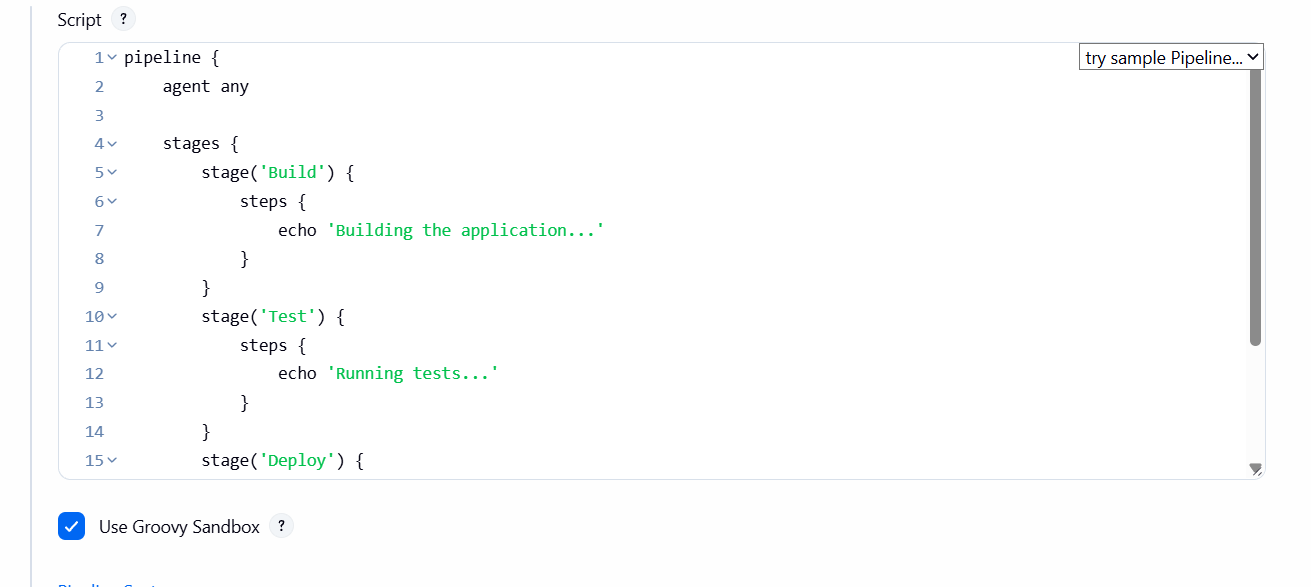 Script ?
try sample Pipeline...
1 pipeline {
2     agent any
3
4     stages {
5         stage('Build') {
6             steps {
7                 echo 'Building the application...'
8             }
9         }
10         stage('Test') {
11             steps {
12                 echo 'Running tests...'
13             }
14         }
15         stage('Deploy') {
Use Groovy Sandbox ?